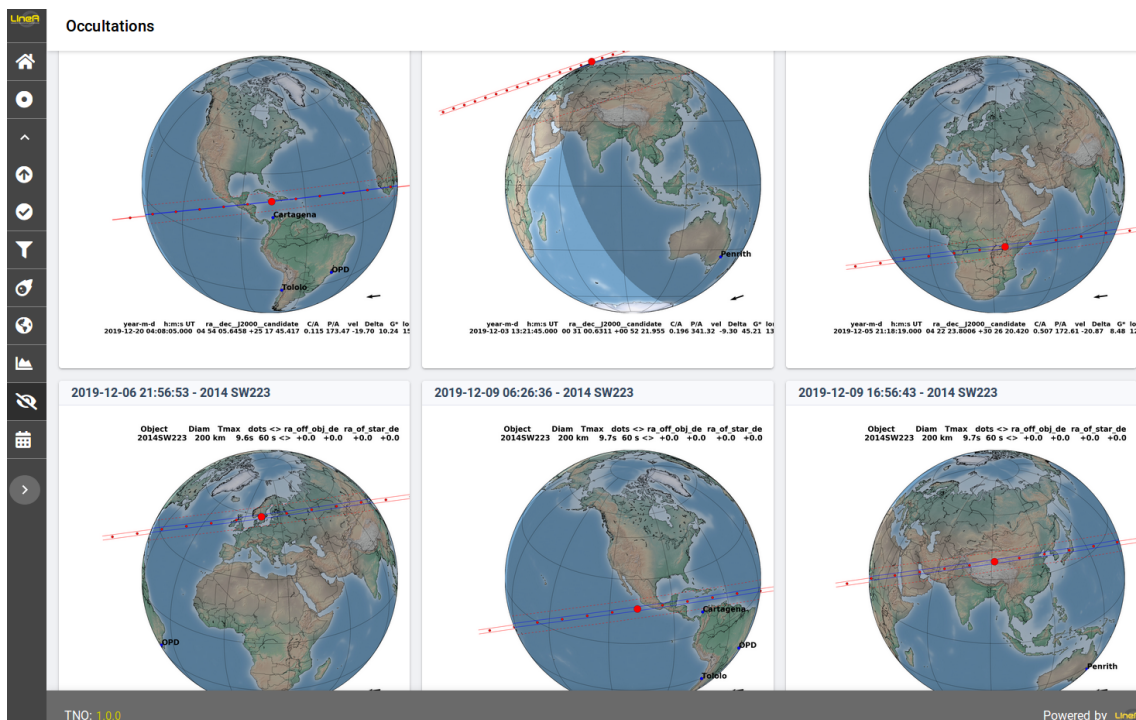 LIneA
Occultations
Cartagena
OPD
Tololo
year-m-d h:m:s UT ra_dec_J2000_candidate C/A P/A vel Delta G* lo
2019-12-20 04:08:05.000 04 54 05.6458 +25 17 45.417 0.115 173.47 -19.70 10.24 15
Penrith
year-m-d h:m:s UT ra_dec_J2000_candidate C/A P/A vel Delta G* lo
2019-12-03 13:21:45.000 00 31 00.6311 +00 52 21.955 0.196 341.32 -9.30 45.21 13
year-m-d h:m:s UT ra_dec_J2000_candidate C/A P/A vel Delta G* lo
2019-12-05 21:18:19.000 04 22 23.8006 +30 26 20.420 0.507 172.61 -20.87 8.48 12
2019-12-06 21:56:53 - 2014 SW223
Object Diam Tmax dots <> ra_off_obj_de ra_of_star_de
2014SW223 200 km 9.6s 60 s <> +0.0 +0.0 +0.0 +0.0
OPD
2019-12-09 06:26:36 - 2014 SW223
Object Diam Tmax dots <> ra_off_obj_de ra_of_star_de
2014SW223 200 km 9.7s 60 s <> +0.0 +0.0 +0.0 +0.0
Cartagena
OPD
Tololo
2019-12-09 16:56:43 - 2014 SW223
Object Diam Tmax dots <> ra_off_obj_de ra_of_star_de
2014SW223 200 km 9.7s 60 s <> +0.0 +0.0 +0.0 +0.0
Penrith
TNO: 1.0.0
Powered by LIneA